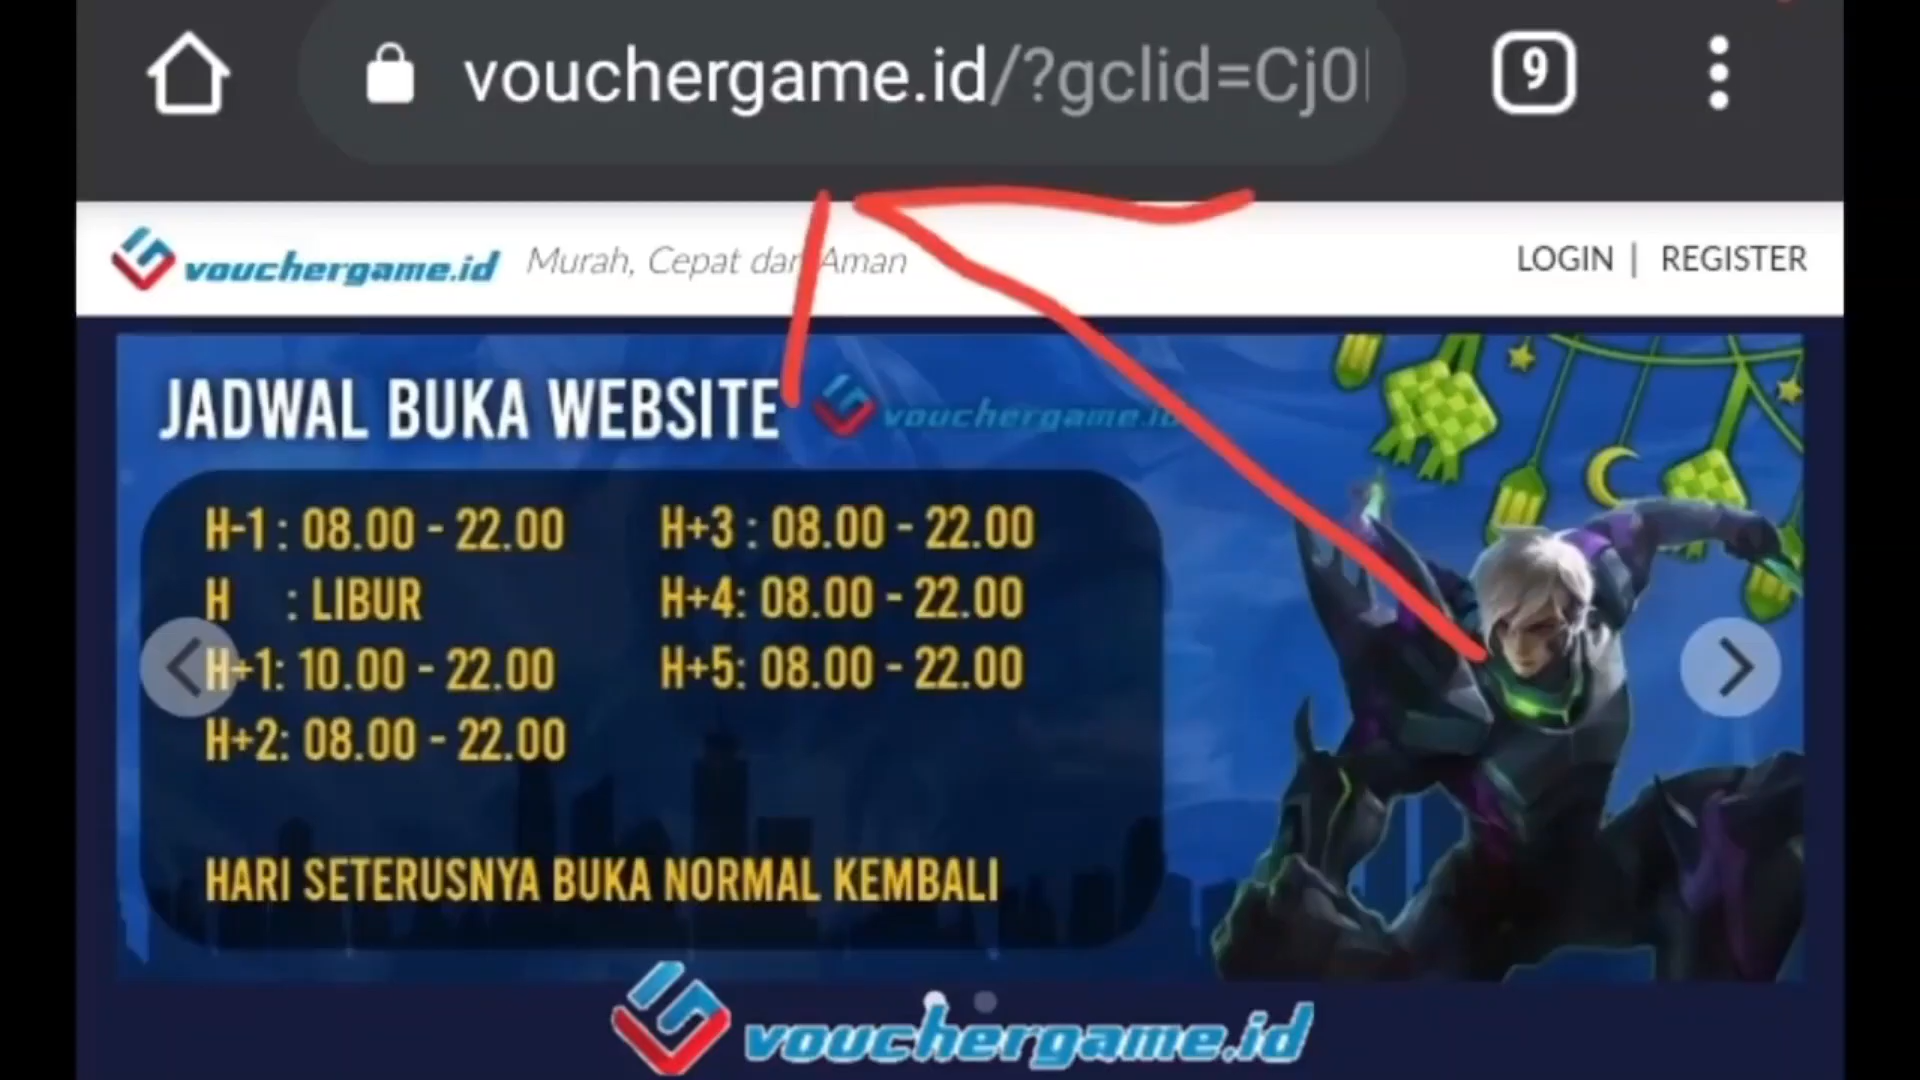 vouchergame.id/?gclid=Cj0
9
vouchergame.id Murah, Cepat dan Aman
LOGIN | REGISTER
JADWAL BUKA WEBSITE vouchergame.id
H-1 : 08.00 - 22.00
H : LIBUR
H+1: 10.00 - 22.00
H+2: 08.00 - 22.00
H+3 : 08.00 - 22.00
H+4: 08.00 - 22.00
H+5: 08.00 - 22.00
HARI SETERUSNYA BUKA NORMAL KEMBALI
vouchergame.id